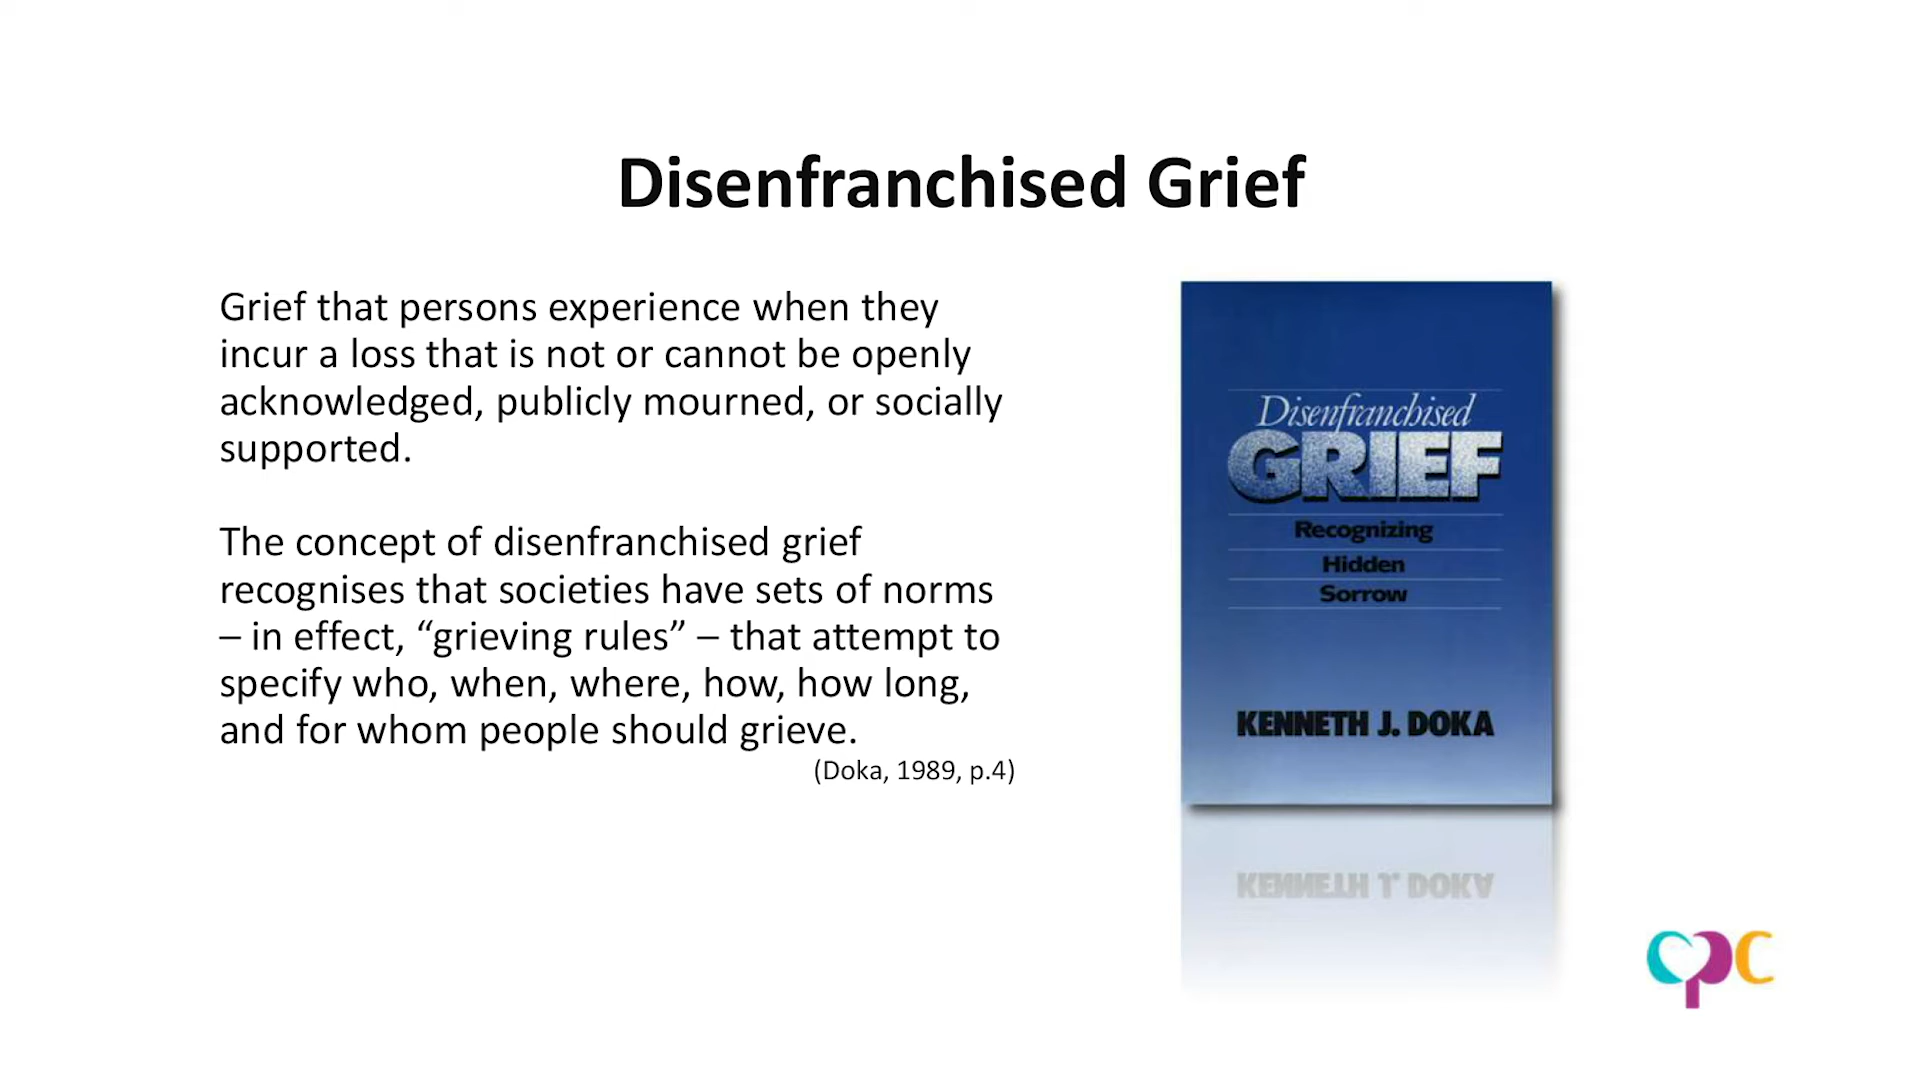 Disenfranchised Grief
Grief that persons experience when they
incur a loss that is not or cannot be openly
acknowledged, publicly mourned, or socially
supported.
The concept of disenfranchised grief
recognises that societies have sets of norms
– in effect, “grieving rules” – that attempt to
specify who, when, where, how, how long,
and for whom people should grieve.
(Doka, 1989, p.4)
Disenfranchised
GRIEF
Recognizing
Hidden
Sorrow
KENNETH J. DOKA
KENNETH J. DOKA
cpc